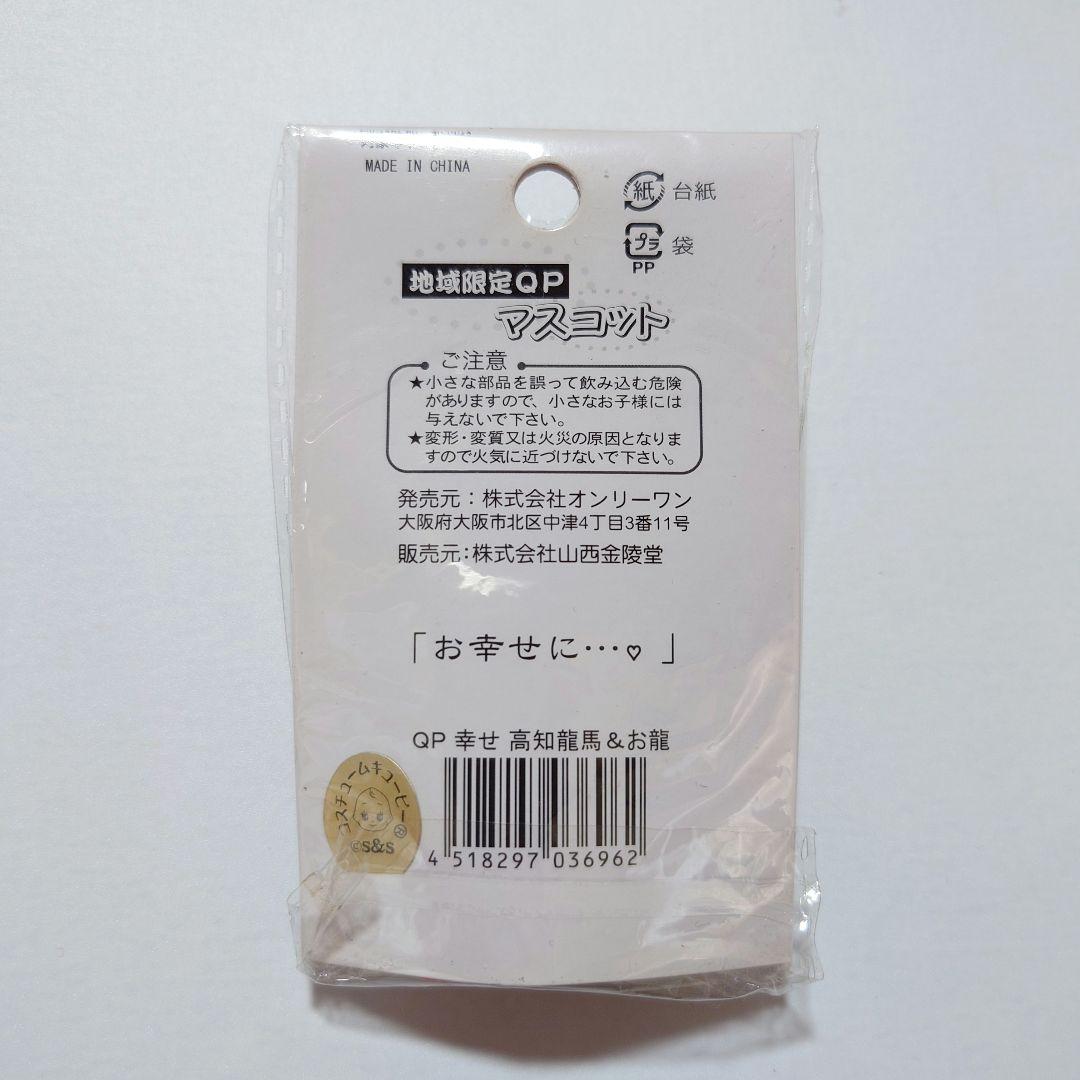 MADE IN CHINA
紙 台紙
プラ 袋
PP
地域限定QP
マスコット
ご注意
★小さな部品を誤って飲み込む危険
がありますので、小さなお子様には
与えないで下さい。
★変形・変質又は火災の原因となりま
すので火気に近づけないで下さい。
発売元：株式会社オンリーワン
大阪府大阪市北区中津4丁目3番11号
販売元：株式会社山西金陵堂
「お幸せに…♡」
QP 幸せ 高知龍馬＆お龍
コスチュームキューピー®
©S&S
4 518297 036962